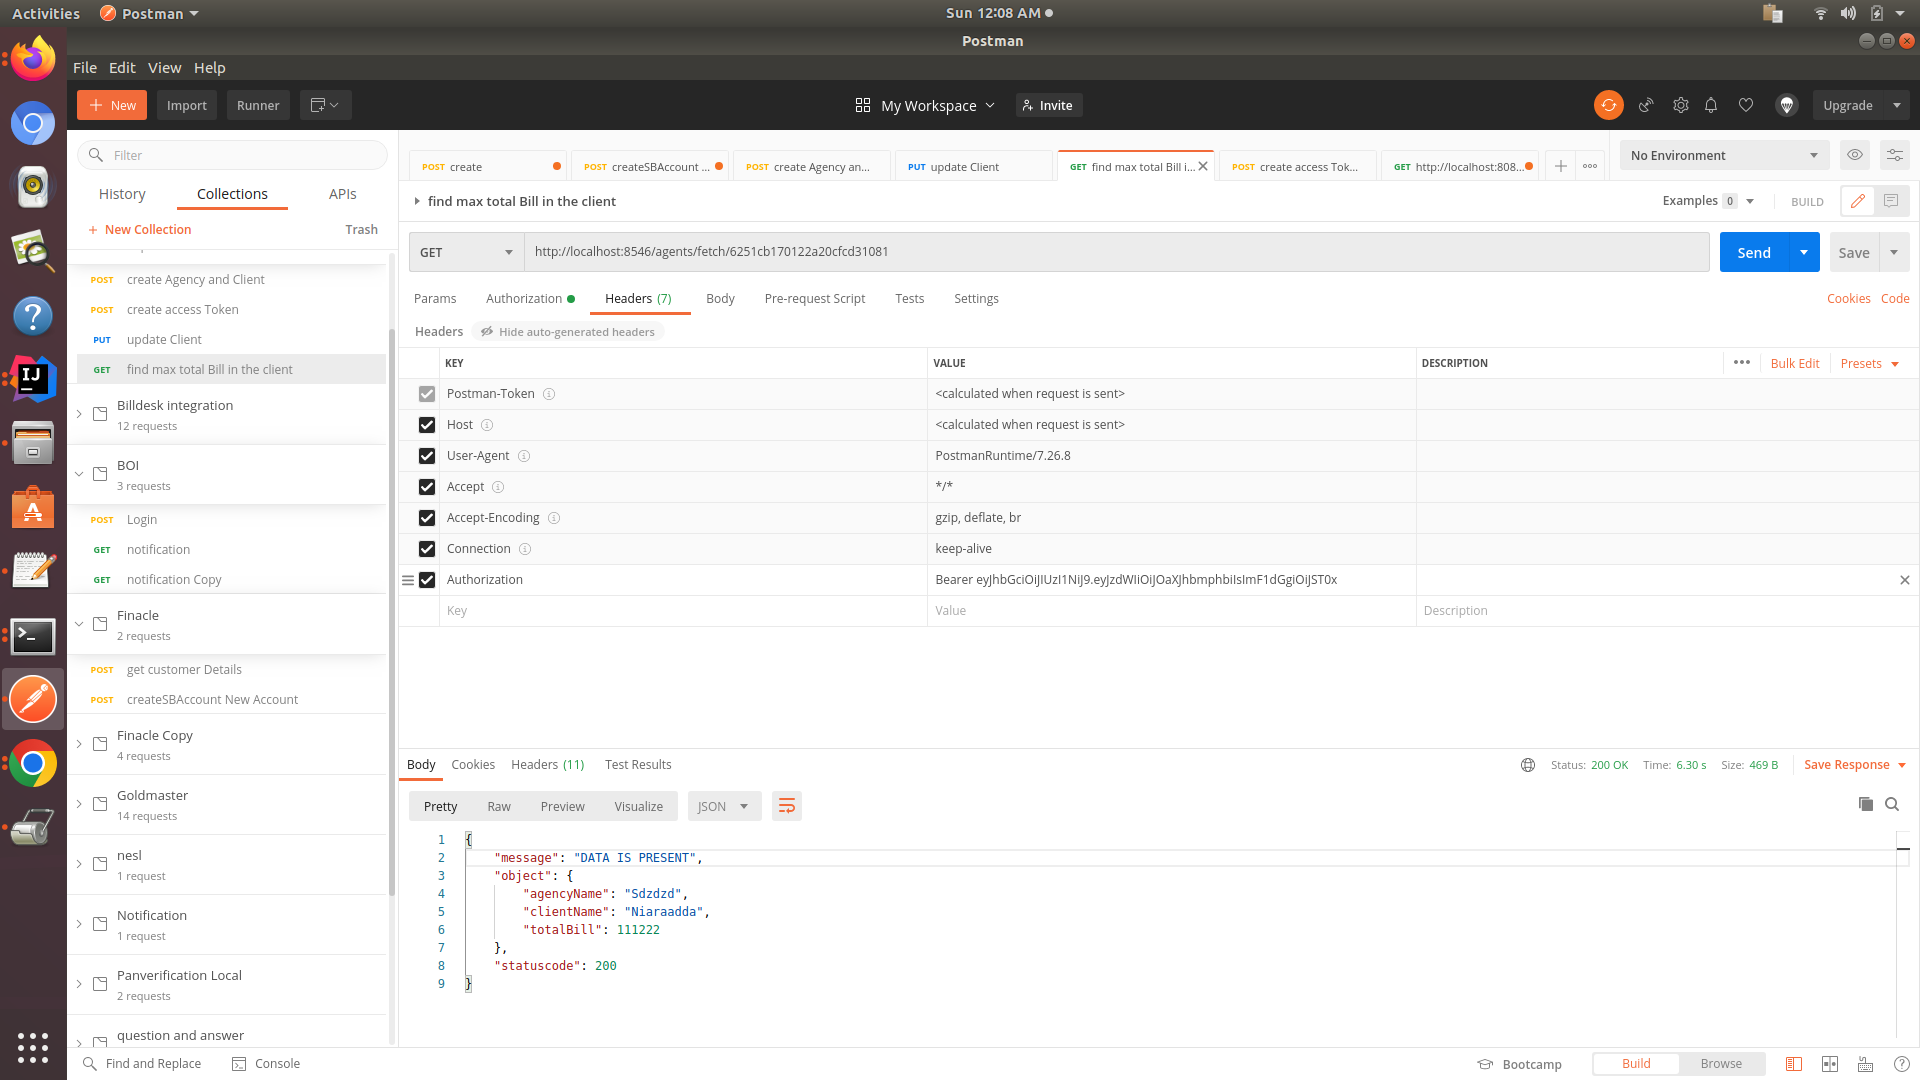 Activities
Postman
Sun 12:08 AM
Postman
File Edit View Help
New
Import
Runner
My Workspace
Invite
Upgrade
Filter
History Collections APIs
New Collection
Trash
POST create Agency and Client
POST create access Token
PUT update Client
GET find max total Bill in the client
Billdesk integration
12 requests
BOI
3 requests
POST Login
GET notification
GET notification Copy
Finacle
2 requests
POST get customer Details
POST createSBAccount New Account
Finacle Copy
4 requests
Goldmaster
14 requests
nesl
1 request
Notification
1 request
Panverification Local
2 requests
question and answer
POST create
POST createSBAccount ...
POST create Agency an...
PUT update Client
GET find max total Bill i...
POST create access Tok...
GET http://localhost:808...
No Environment
find max total Bill in the client
Examples 0
BUILD
GET
http://localhost:8546/agents/fetch/6251cb170122a20cfcd31081
Send
Save
Params Authorization Headers (7) Body Pre-request Script Tests Settings
Cookies Code
Headers Hide auto-generated headers
KEY VALUE DESCRIPTION
Bulk Edit Presets
Postman-Token <calculated when request is sent>
Host <calculated when request is sent>
User-Agent PostmanRuntime/7.26.8
Accept */*
Accept-Encoding gzip, deflate, br
Connection keep-alive
Authorization Bearer eyJhbGciOiJIUzI1NiJ9.eyJzdWIiOiJOaXJhbmphbiIsImF1dGgiOiJST0x
Key Value Description
Body Cookies Headers (11) Test Results
Status: 200 OK Time: 6.30 s Size: 469 B Save Response
Pretty Raw Preview Visualize JSON
1 {
2 "message": "DATA IS PRESENT",
3 "object": {
4 "agencyName": "Sdzdzd",
5 "clientName": "Niaraadda",
6 "totalBill": 111222
7 },
8 "statuscode": 200
9 }
Find and Replace
Console
Bootcamp
Build
Browse